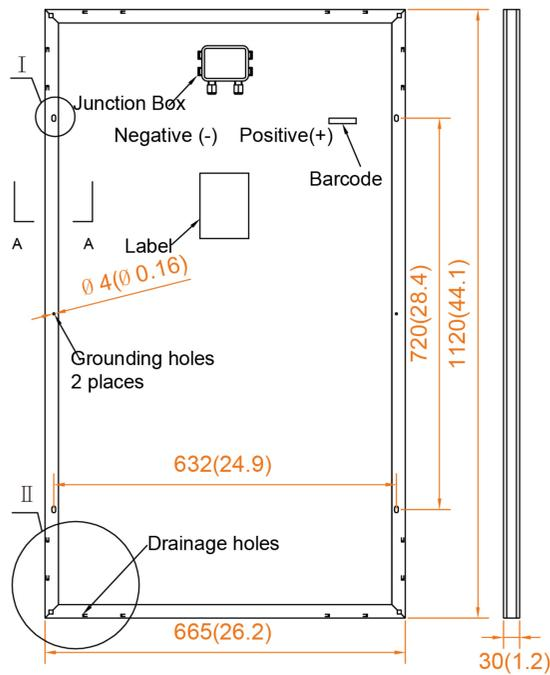 Ⅰ
Junction Box
Negative (-) Positive(+)
Barcode
A A
Label
Ø 4(Ø 0.16)
720(28.4)
1120(44.1)
Grounding holes
2 places
632(24.9)
Ⅱ
Drainage holes
665(26.2)
30(1.2)